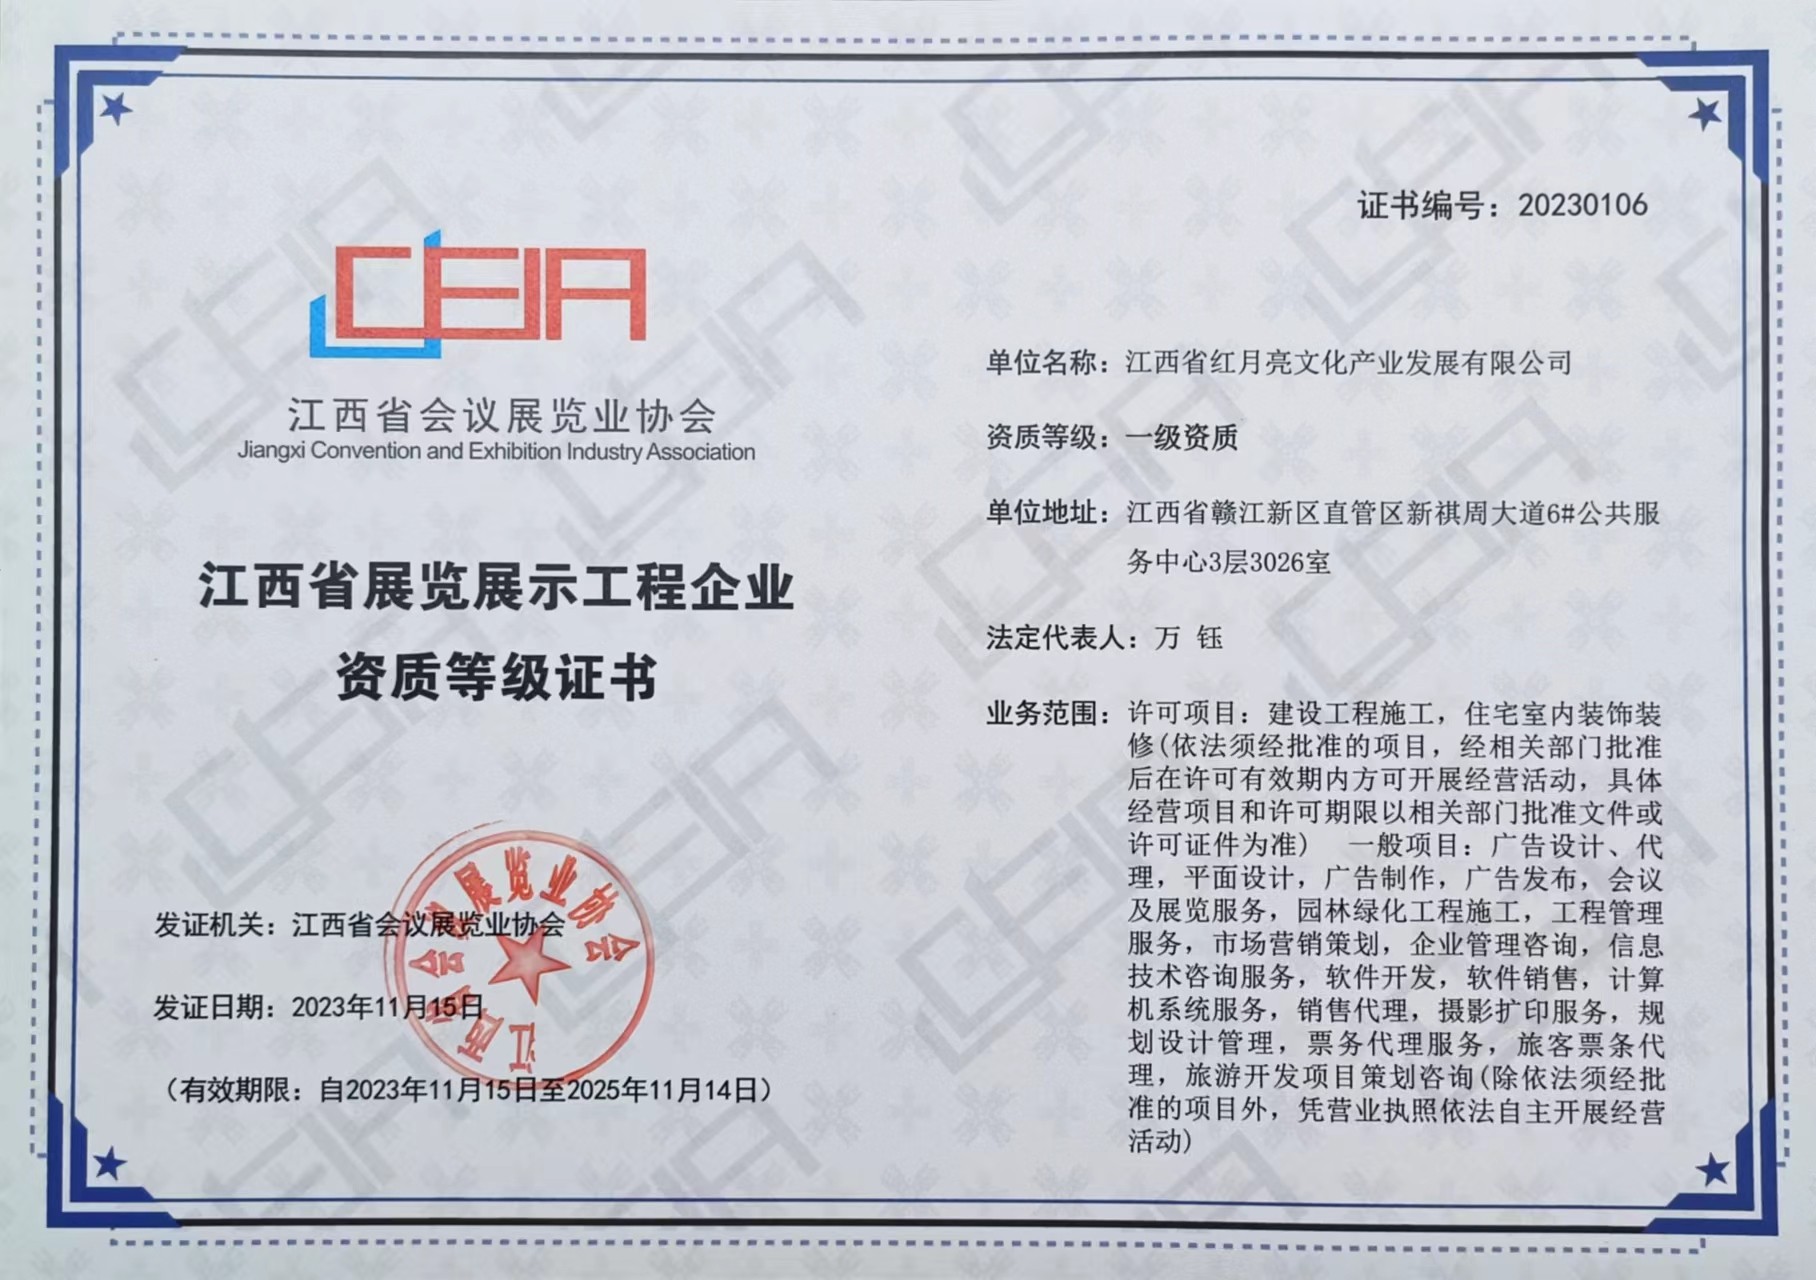 CEIA
江西省会议展览业协会
Jiangxi Convention and Exhibition Industry Association
江西省展览展示工程企业
资质等级证书
发证机关：江西省会议展览业协会
发证日期：2023年11月15日
（有效期限：自2023年11月15日至2025年11月14日）
江西省会议展览业协会
证书编号：20230106
单位名称：江西省红月亮文化产业发展有限公司
资质等级：一级资质
单位地址：江西省赣江新区直管区新祺周大道6#公共服
务中心3层3026室
法定代表人：万 钰
业务范围：许可项目：建设工程施工，住宅室内装饰装
修(依法须经批准的项目，经相关部门批准
后在许可有效期内方可开展经营活动，具体
经营项目和许可期限以相关部门批准文件或
许可证件为准) 一般项目：广告设计、代
理，平面设计，广告制作，广告发布，会议
及展览服务，园林绿化工程施工，工程管理
服务，市场营销策划，企业管理咨询，信息
技术咨询服务，软件开发，软件销售，计算
机系统服务，销售代理，摄影扩印服务，规
划设计管理，票务代理服务，旅客票务代
理，旅游开发项目策划咨询(除依法须经批
准的项目外，凭营业执照依法自主开展经营
活动)